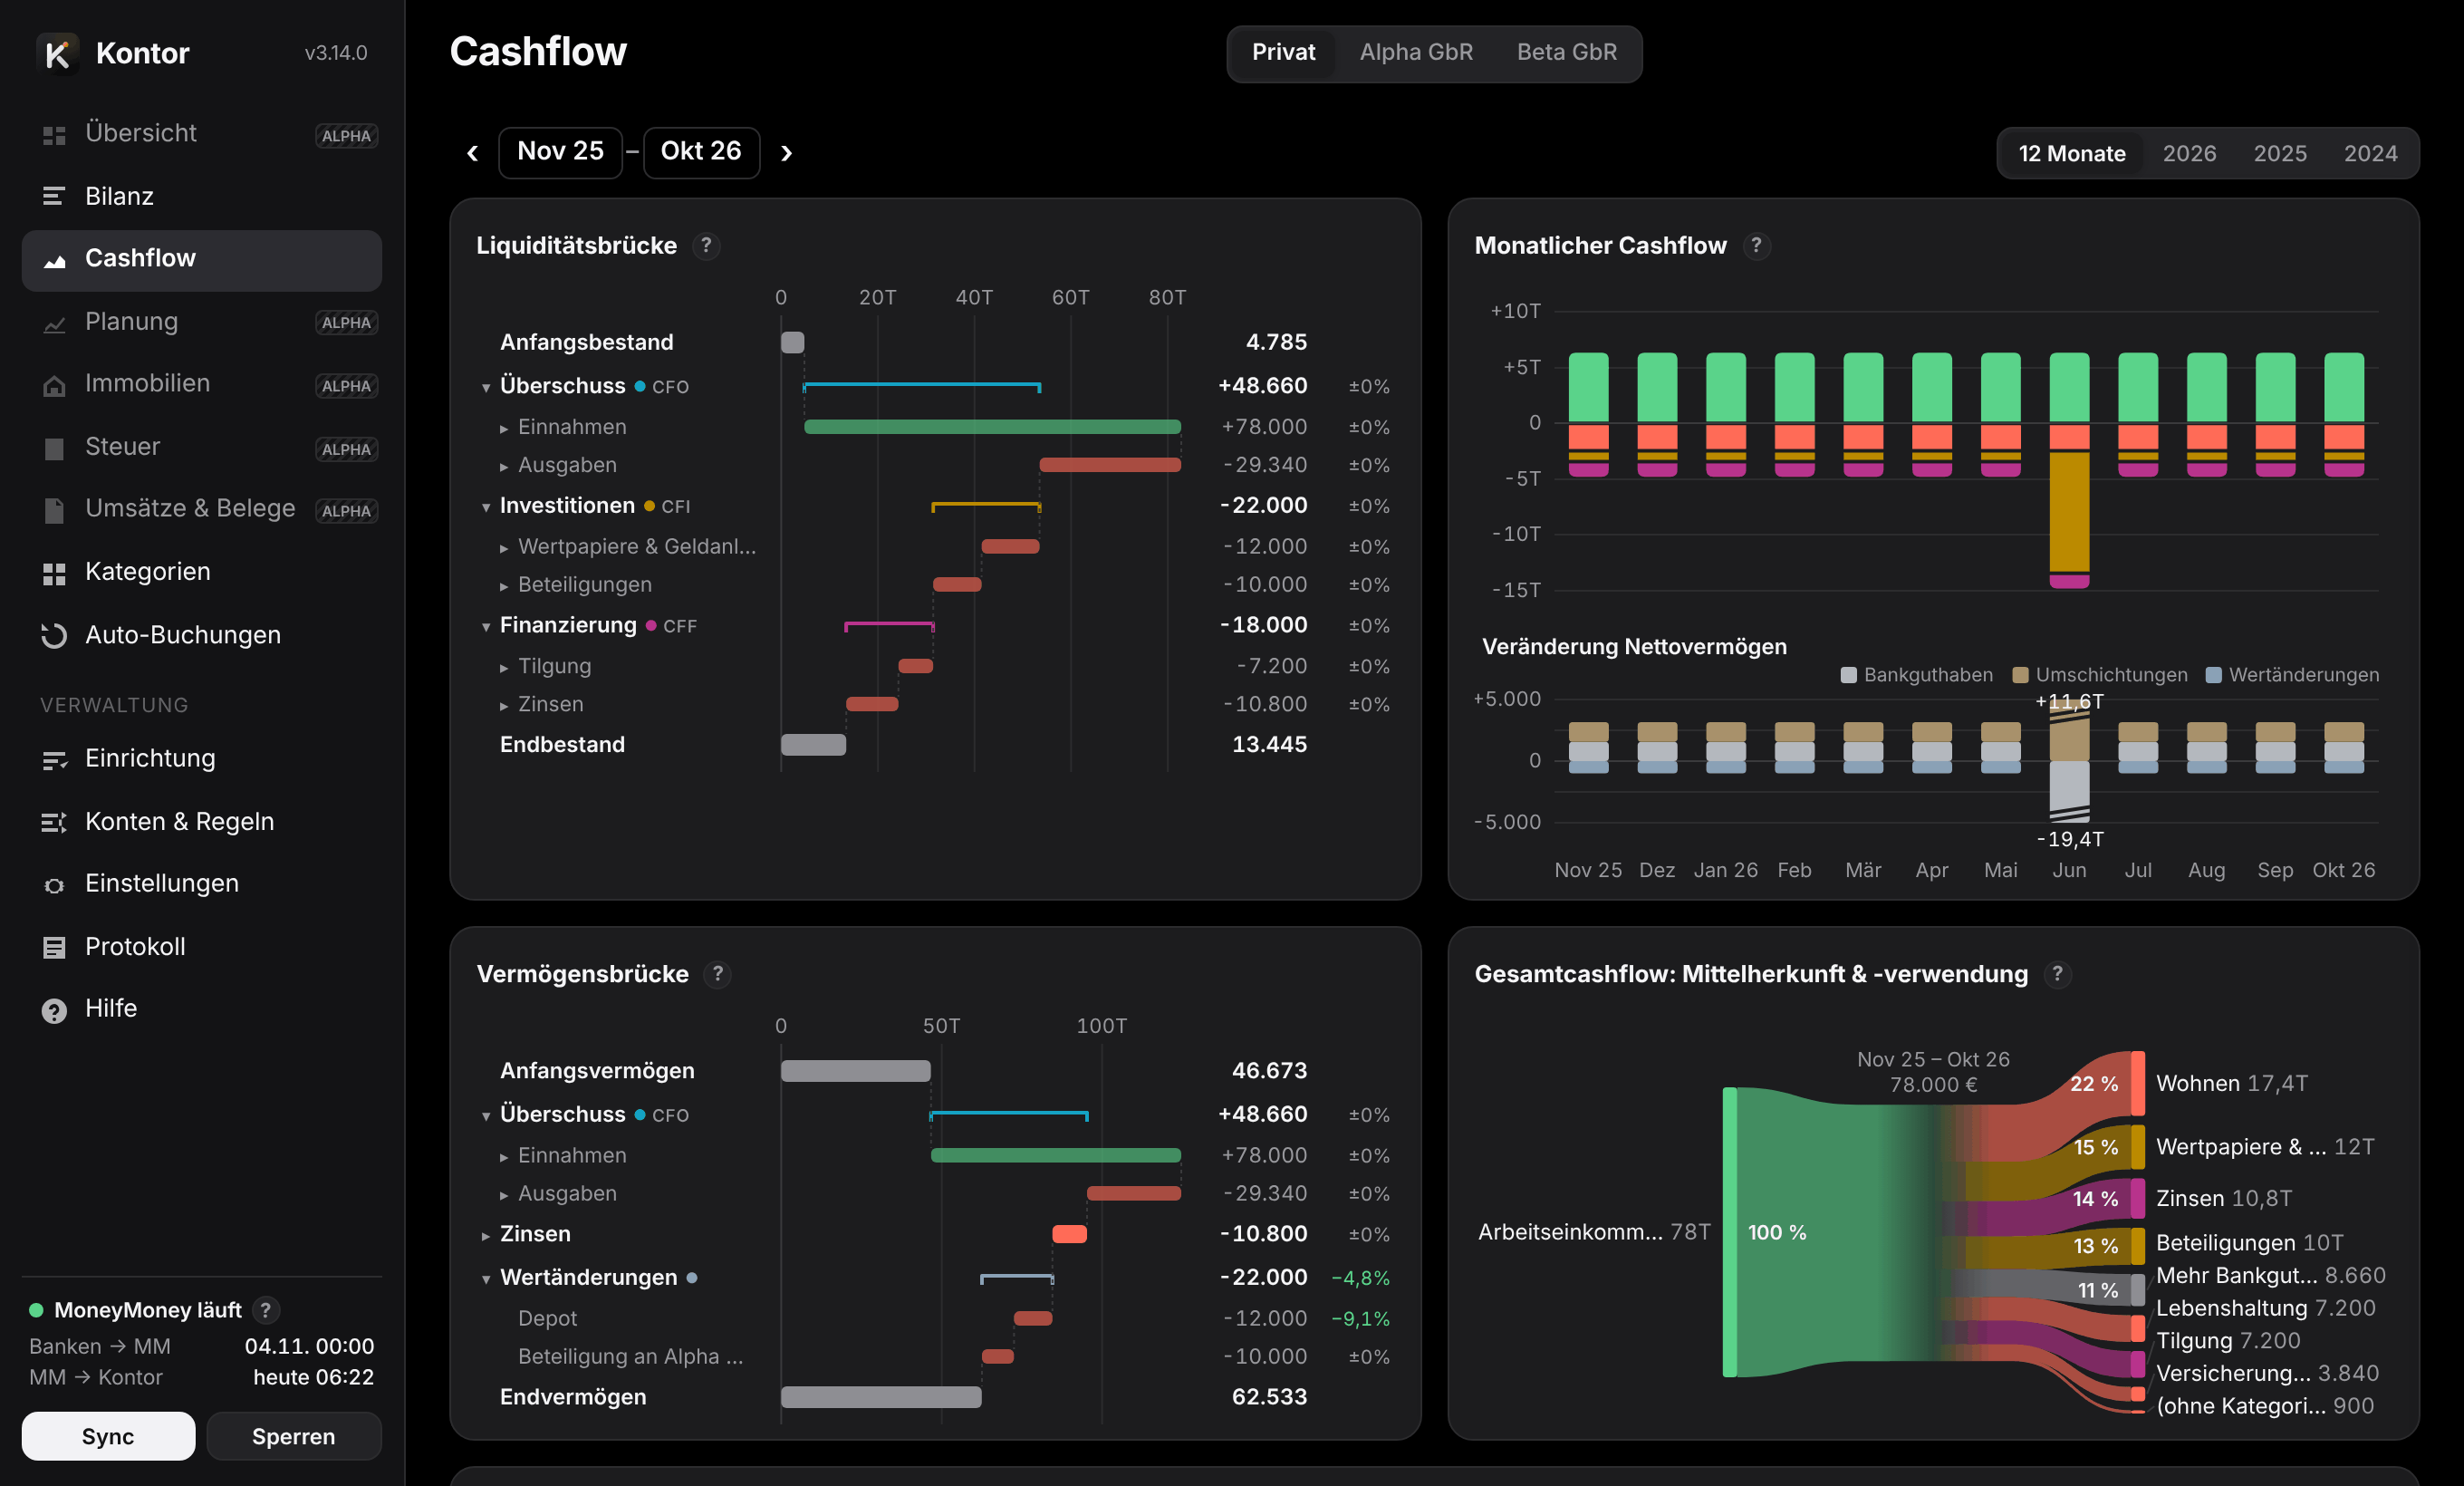 Kontor v3.14.0
Übersicht ALPHA
Bilanz
Cashflow
Planung ALPHA
Immobilien ALPHA
Steuer ALPHA
Umsätze & Belege ALPHA
Kategorien
Auto-Buchungen
VERWALTUNG
Einrichtung
Konten & Regeln
Einstellungen
Protokoll
Hilfe
MoneyMoney läuft ?
Banken → MM 04.11. 00:00
MM → Kontor heute 06:22
Sync Sperren
Cashflow
Privat Alpha GbR Beta GbR
‹ Nov 25 – Okt 26 ›
12 Monate 2026 2025 2024
Liquiditätsbrücke ?
0 20T 40T 60T 80T
Anfangsbestand 4.785
Überschuss CFO +48.660 ±0%
Einnahmen +78.000 ±0%
Ausgaben -29.340 ±0%
Investitionen CFI -22.000 ±0%
Wertpapiere & Geldanl... -12.000 ±0%
Beteiligungen -10.000 ±0%
Finanzierung CFF -18.000 ±0%
Tilgung -7.200 ±0%
Zinsen -10.800 ±0%
Endbestand 13.445
Monatlicher Cashflow ?
+10T
+5T
0
-5T
-10T
-15T
Veränderung Nettovermögen
Bankguthaben Umschichtungen Wertänderungen
+5.000
+11,6T
0
-5.000
-19,4T
Nov 25 Dez Jan 26 Feb Mär Apr Mai Jun Jul Aug Sep Okt 26
Vermögensbrücke ?
0 50T 100T
Anfangsvermögen 46.673
Überschuss CFO +48.660 ±0%
Einnahmen +78.000 ±0%
Ausgaben -29.340 ±0%
Zinsen -10.800 ±0%
Wertänderungen -22.000 −4,8%
Depot -12.000 −9,1%
Beteiligung an Alpha ... -10.000 ±0%
Endvermögen 62.533
Gesamtcashflow: Mittelherkunft & -verwendung ?
Nov 25 – Okt 26
78.000 €
Arbeitseinkomm... 78T 100 %
22 % Wohnen 17,4T
15 % Wertpapiere & ... 12T
14 % Zinsen 10,8T
13 % Beteiligungen 10T
11 % Mehr Bankgut... 8.660
Lebenshaltung 7.200
Tilgung 7.200
Versicherung... 3.840
(ohne Kategori... 900